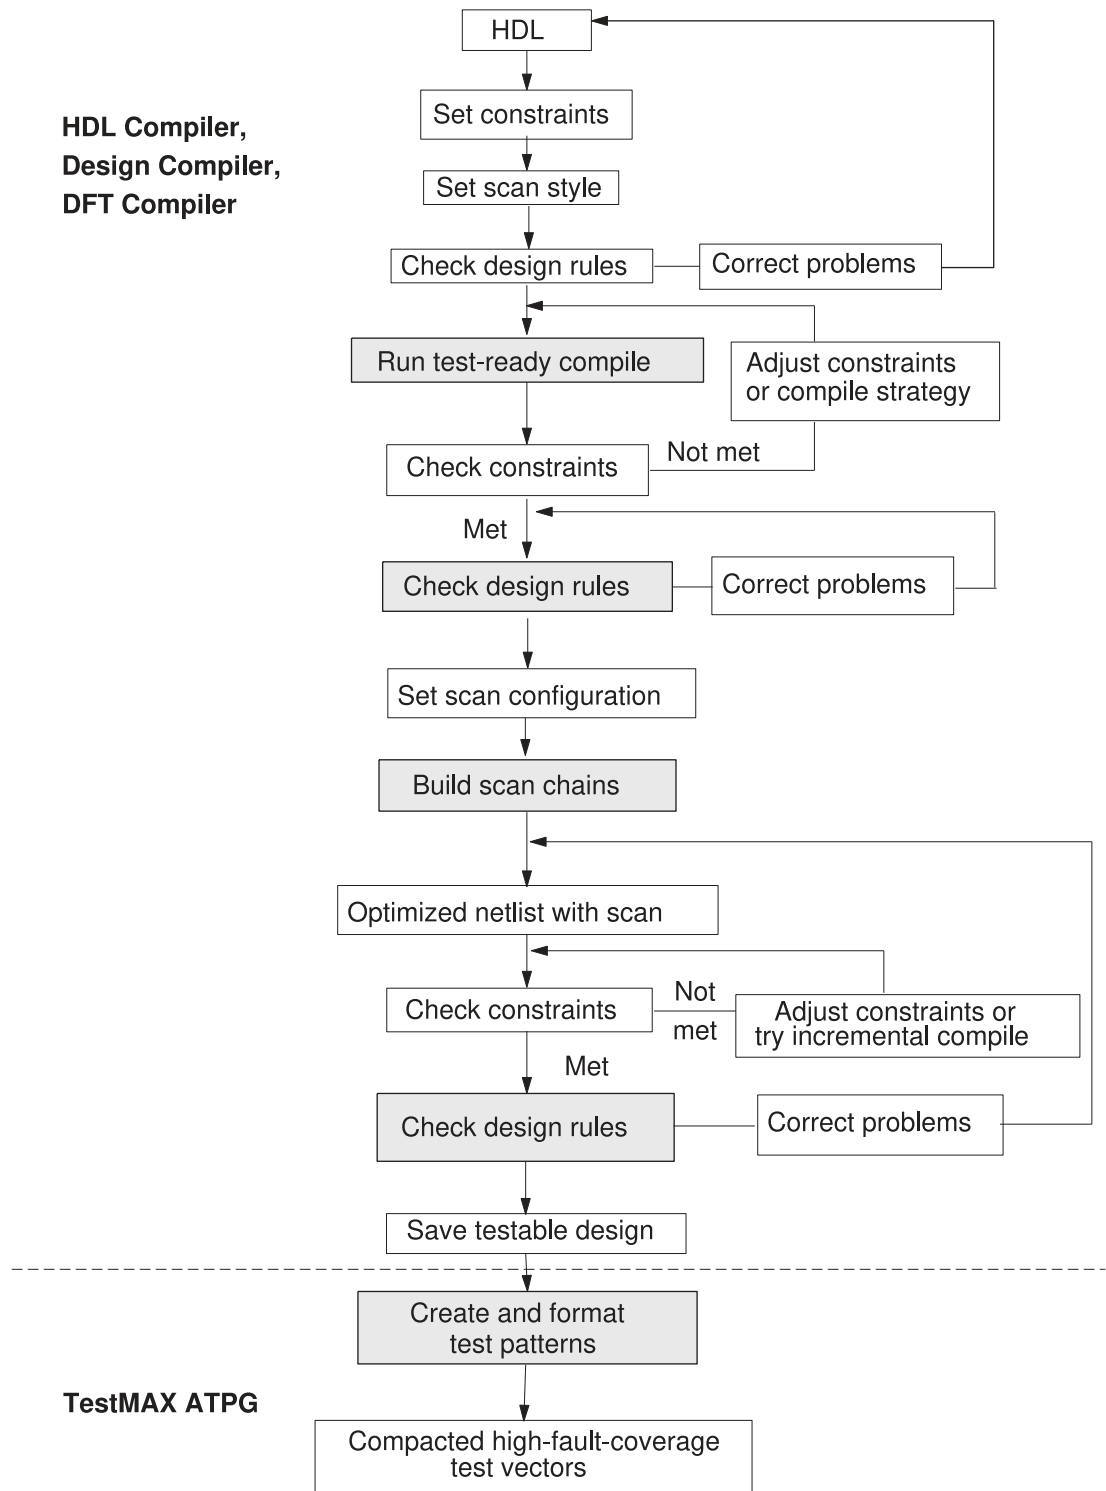 HDL
Set constraints
HDL Compiler,
Design Compiler,
DFT Compiler
Set scan style
Check design rules
Correct problems
Run test-ready compile
Adjust constraints
or compile strategy
Check constraints
Not met
Met
Check design rules
Correct problems
Set scan configuration
Build scan chains
Optimized netlist with scan
Check constraints
Not
met
Adjust constraints or
try incremental compile
Met
Check design rules
Correct problems
Save testable design
Create and format
test patterns
TestMAX ATPG
Compacted high-fault-coverage
test vectors